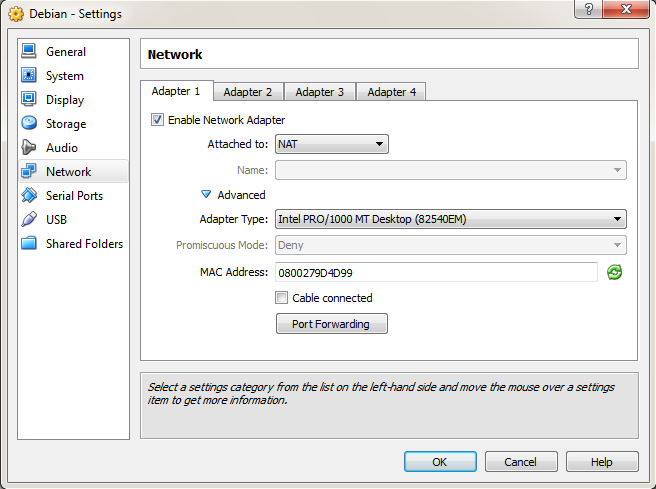 Debian - Settings
?
General
System
Display
Storage
Audio
Network
Serial Ports
USB
Shared Folders
Network
Adapter 1 Adapter 2 Adapter 3 Adapter 4
Enable Network Adapter
Attached to: NAT
Name:
Advanced
Adapter Type: Intel PRO/1000 MT Desktop (82540EM)
Promiscuous Mode: Deny
MAC Address: 0800279D4D99
Cable connected
Port Forwarding
Select a settings category from the list on the left-hand side and move the mouse over a settings
item to get more information.
OK Cancel Help